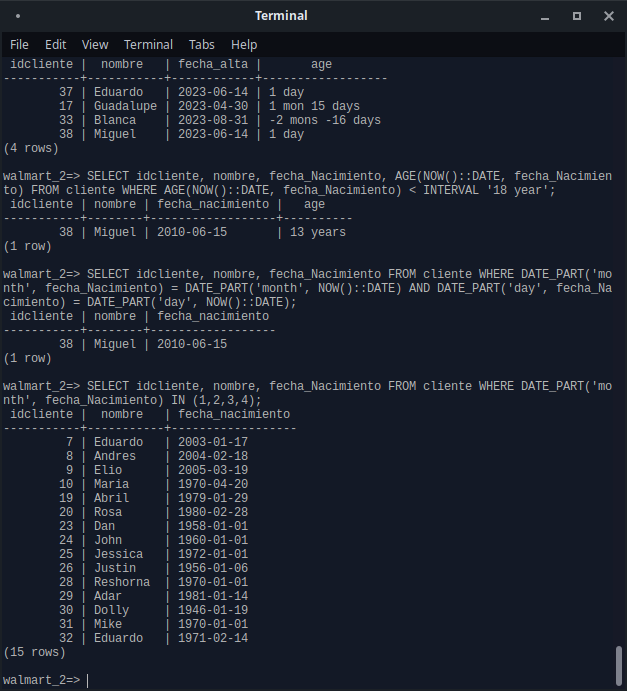 Terminal
File Edit View Terminal Tabs Help
 idcliente |  nombre   | fecha_alta |       age
-----------+-----------+------------+------------------
        37 | Eduardo   | 2023-06-14 | 1 day
        17 | Guadalupe | 2023-04-30 | 1 mon 15 days
        33 | Blanca    | 2023-08-31 | -2 mons -16 days
        38 | Miguel    | 2023-06-14 | 1 day
(4 rows)
walmart_2=> SELECT idcliente, nombre, fecha_Nacimiento, AGE(NOW()::DATE, fecha_Nacimien
to) FROM cliente WHERE AGE(NOW()::DATE, fecha_Nacimiento) < INTERVAL '18 year';
 idcliente | nombre | fecha_nacimiento |   age
-----------+--------+------------------+----------
        38 | Miguel | 2010-06-15       | 13 years
(1 row)
walmart_2=> SELECT idcliente, nombre, fecha_Nacimiento FROM cliente WHERE DATE_PART('mo
nth', fecha_Nacimiento) = DATE_PART('month', NOW()::DATE) AND DATE_PART('day', fecha_Na
cimiento) = DATE_PART('day', NOW()::DATE);
 idcliente | nombre | fecha_nacimiento
-----------+--------+------------------
        38 | Miguel | 2010-06-15
(1 row)
walmart_2=> SELECT idcliente, nombre, fecha_Nacimiento FROM cliente WHERE DATE_PART('mo
nth', fecha_Nacimiento) IN (1,2,3,4);
 idcliente |  nombre   | fecha_nacimiento
-----------+-----------+------------------
         7 | Eduardo   | 2003-01-17
         8 | Andres    | 2004-02-18
         9 | Elio      | 2005-03-19
        10 | Maria     | 1970-04-20
        19 | Abril     | 1979-01-29
        20 | Rosa      | 1980-02-28
        23 | Dan       | 1958-01-01
        24 | John      | 1960-01-01
        25 | Jessica   | 1972-01-01
        26 | Justin    | 1956-01-06
        28 | Reshorna  | 1970-01-01
        29 | Adar      | 1981-01-14
        30 | Dolly     | 1946-01-19
        31 | Mike      | 1970-01-01
        32 | Eduardo   | 1971-02-14
(15 rows)
walmart_2=>